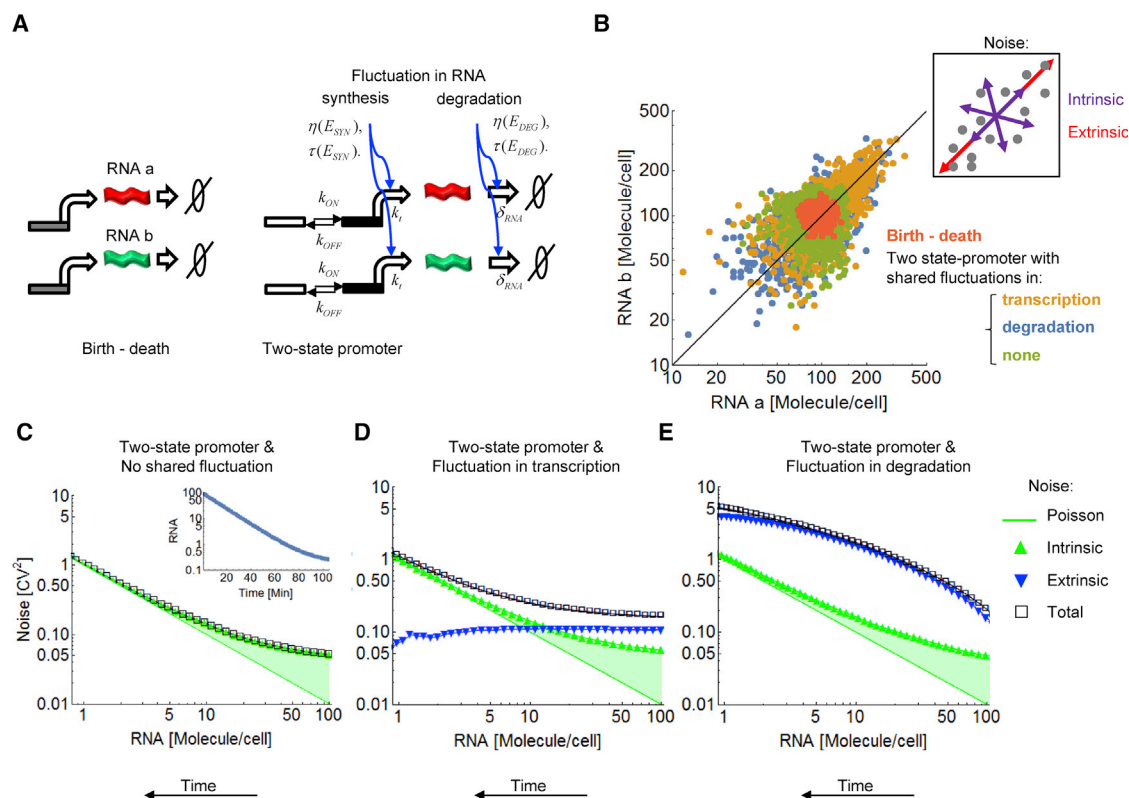 A
Fluctuation in RNA
synthesis
degradation
η(E_SYN),
τ(E_SYN).
η(E_DEG),
τ(E_DEG).
RNA a
RNA b
k_ON
k_OFF
k_t
δ_RNA
k_ON
k_OFF
k_t
δ_RNA
Birth - death
Two-state promoter
B
Noise:
Intrinsic
Extrinsic
RNA b [Molecule/cell]
500
200
100
50
20
10
10
20
50
100
200
500
RNA a [Molecule/cell]
Birth - death
Two state-promoter with
shared fluctuations in:
transcription
degradation
none
C
Two-state promoter &
No shared fluctuation
Noise [CV²]
10
5
1
0.50
0.10
0.05
0.01
1
5
10
50
100
RNA [Molecule/cell]
RNA
100
50
10
5
1
0.5
0.1
20
40
60
80
100
Time [Min]
Time
D
Two-state promoter &
Fluctuation in transcription
10
5
1
0.50
0.10
0.05
0.01
1
5
10
50
100
RNA [Molecule/cell]
Time
E
Two-state promoter &
Fluctuation in degradation
10
5
1
0.50
0.10
0.05
0.01
1
5
10
50
100
RNA [Molecule/cell]
Time
Noise:
Poisson
Intrinsic
Extrinsic
Total